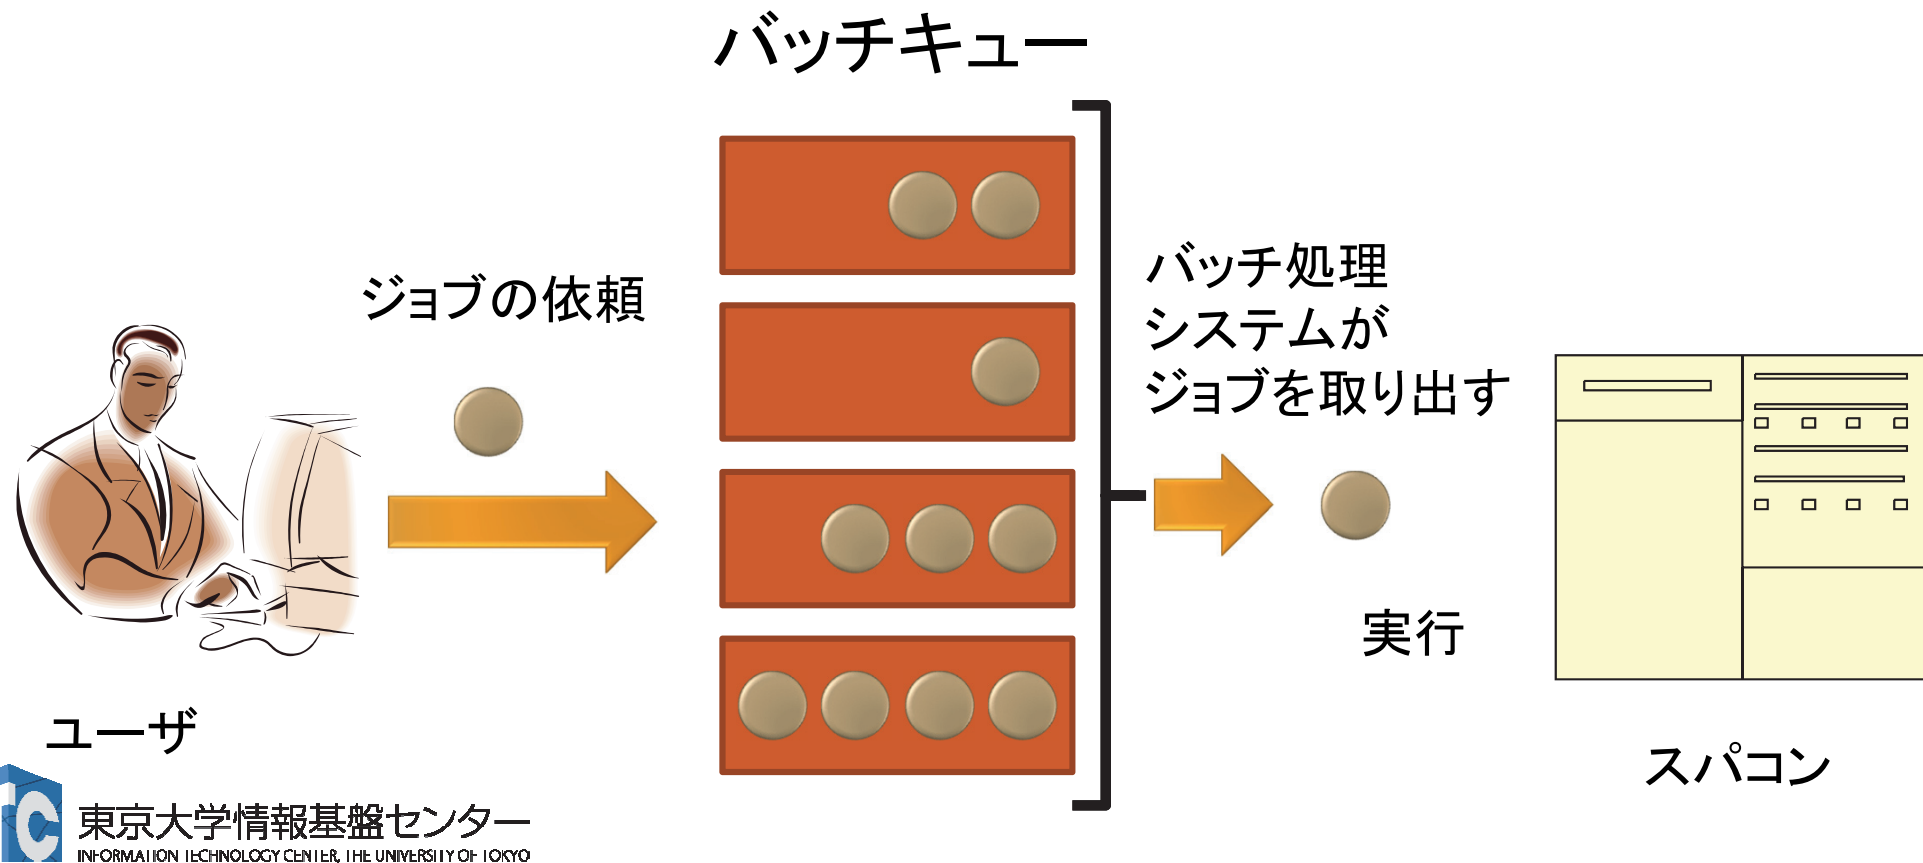 バッチキュー
ジョブの依頼
バッチ処理
システムが
ジョブを取り出す
実行
ユーザ
スパコン
東京大学情報基盤センター
INFORMATION TECHNOLOGY CENTER, THE UNIVERSITY OF TOKYO